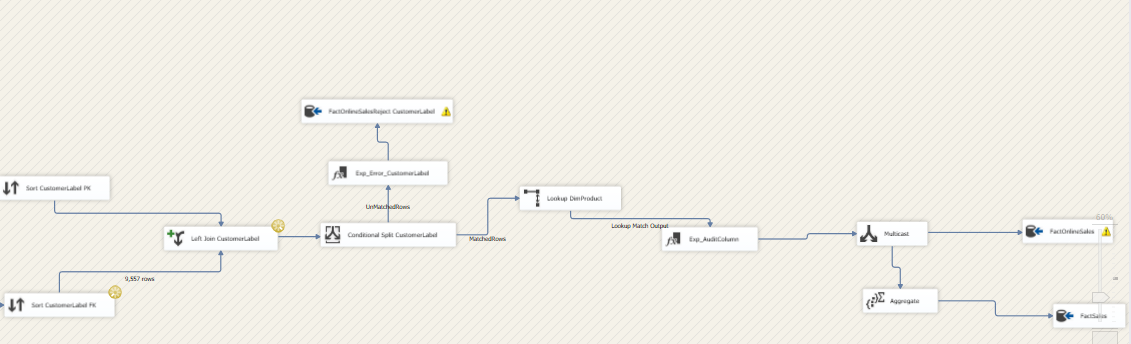 FactOnlineSalesReject CustomerLabel
Exp_Error_CustomerLabel
Sort CustomerLabel PK
UnMatchedRows
Lookup DimProduct
Left Join CustomerLabel
Conditional Split CustomerLabel
MatchedRows
Lookup Match Output
Exp_AuditColumn
Multicast
60%
FactOnlineSales
9,557 rows
Sort CustomerLabel FK
Aggregate
FactSales